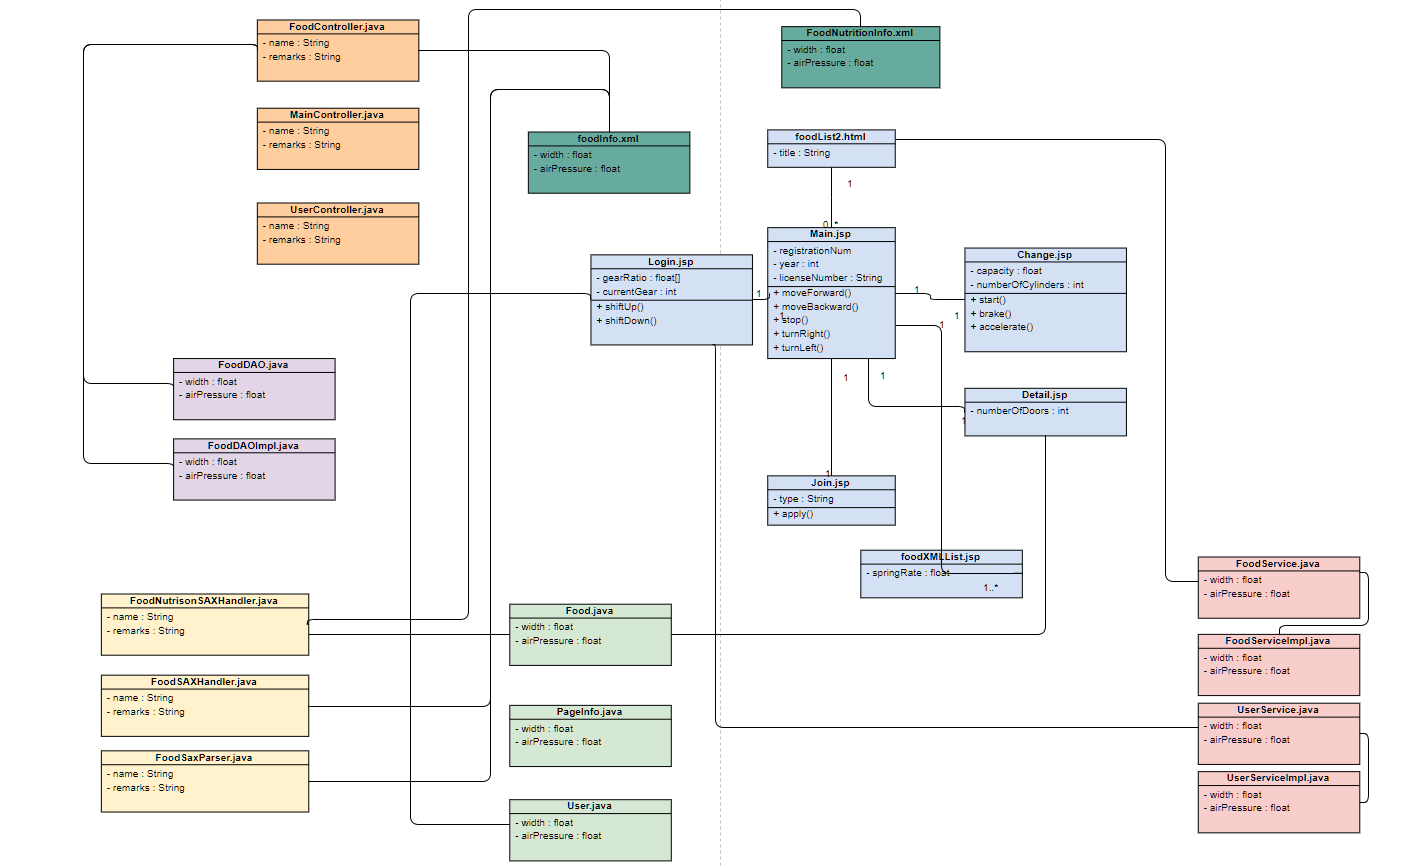 FoodController.java
- name : String
- remarks : String
MainController.java
- name : String
- remarks : String
UserController.java
- name : String
- remarks : String
FoodNutritionInfo.xml
- width : float
- airPressure : float
foodInfo.xml
- width : float
- airPressure : float
foodList2.html
- title : String
1
0..*
Main.jsp
- registrationNum
- year : int
- licenseNumber : String
+ moveForward()
+ moveBackward()
+ stop()
+ turnRight()
+ turnLeft()
Login.jsp
- gearRatio : float[]
- currentGear : int
+ shiftUp()
+ shiftDown()
1
1
Change.jsp
- capacity : float
- numberOfCylinders : int
+ start()
+ brake()
+ accelerate()
1
1
1
1
1
Detail.jsp
- numberOfDoors : int
1
FoodDAO.java
- width : float
- airPressure : float
FoodDAOImpl.java
- width : float
- airPressure : float
1
Join.jsp
- type : String
+ apply()
foodXMLList.jsp
- springRate : float
1..*
FoodNutrisonSAXHandler.java
- name : String
- remarks : String
FoodSAXHandler.java
- name : String
- remarks : String
FoodSaxParser.java
- name : String
- remarks : String
Food.java
- width : float
- airPressure : float
PageInfo.java
- width : float
- airPressure : float
User.java
- width : float
- airPressure : float
FoodService.java
- width : float
- airPressure : float
FoodServiceImpl.java
- width : float
- airPressure : float
UserService.java
- width : float
- airPressure : float
UserServiceImpl.java
- width : float
- airPressure : float